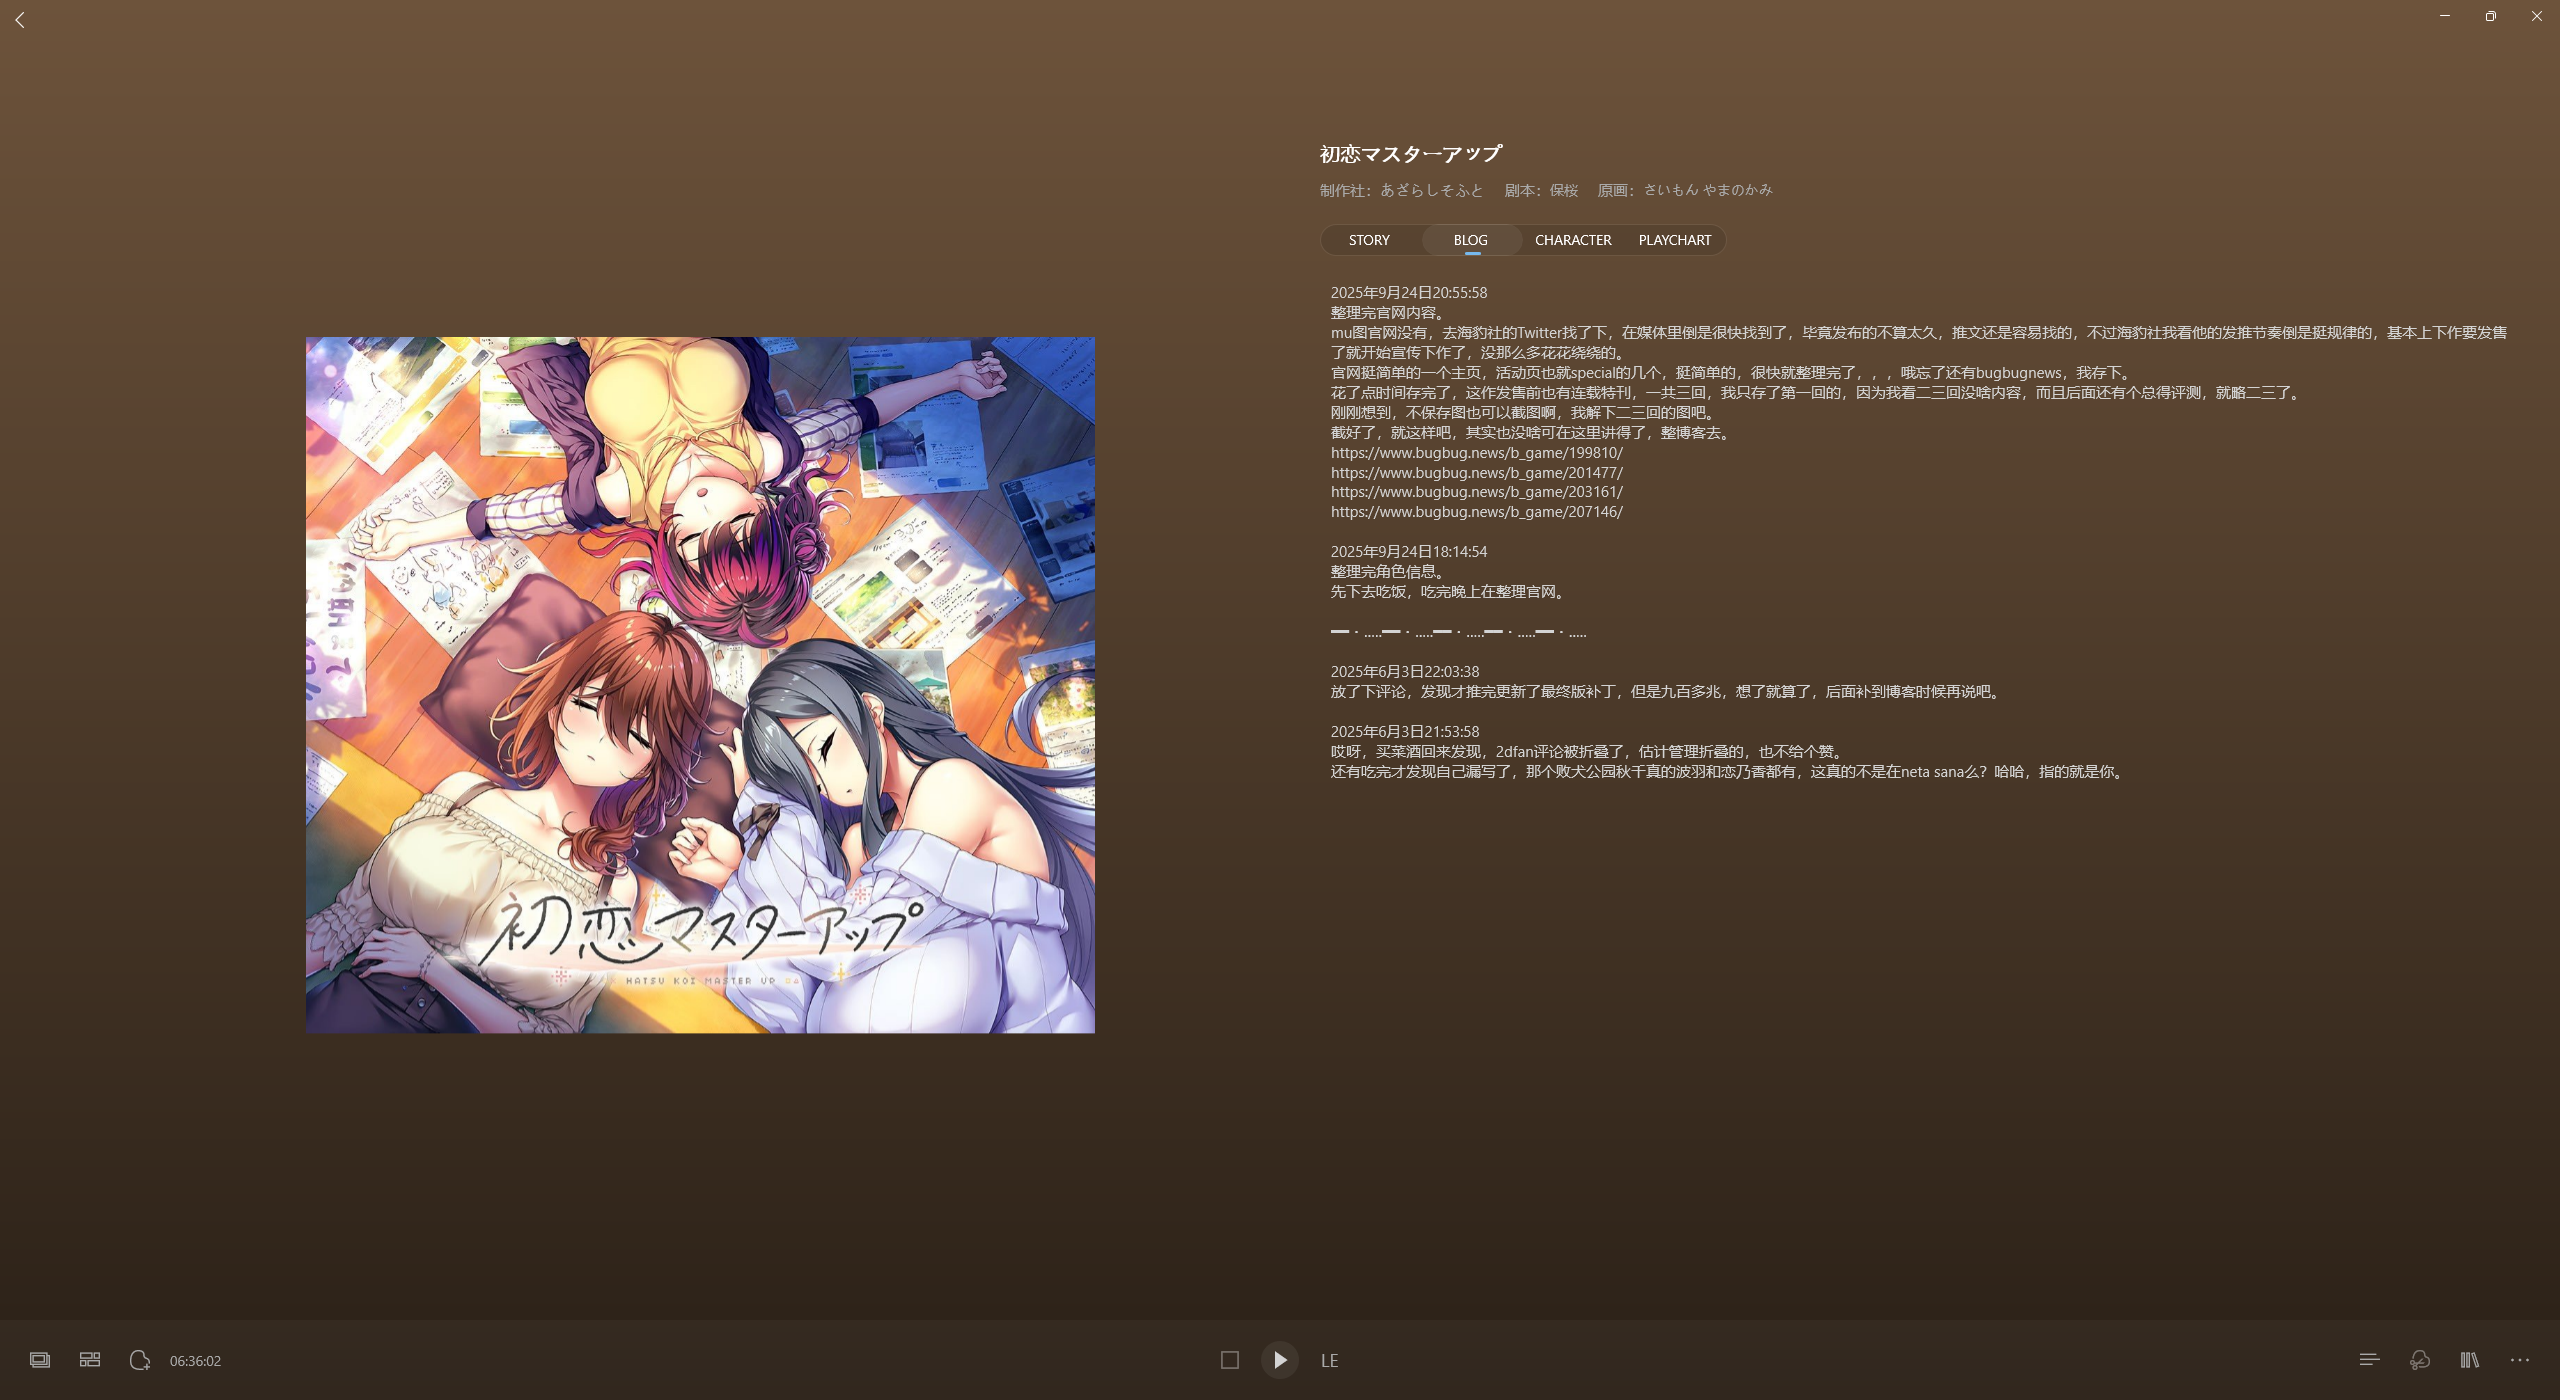 初恋マスターアップ
制作社：あざらしそふと 剧本：保桜 原画：さいもん やまのかみ
STORY BLOG CHARACTER PLAYCHART
2025年9月24日20:55:58
整理完官网内容。
mu图官网没有，去海豹社的Twitter找了下，在媒体里倒是很快找到了，毕竟发布的不算太久，推文还是容易找的，不过海豹社我看他的发推节奏倒是挺规律的，基本上下作要发售
了就开始宣传下作了，没那么多花花绕绕的。
官网挺简单的一个主页，活动页也就special的几个，挺简单的，很快就整理完了，，，哦忘了还有bugbugnews，我存下。
花了点时间存完了，这作发售前也有连载特刊，一共三回，我只存了第一回的，因为我看二三回没啥内容，而且后面还有个总得评测，就略二三了。
刚刚想到，不保存图也可以截图啊，我解下二三回的图吧。
截好了，就这样吧，其实也没啥可在这里讲得了，整博客去。
https://www.bugbug.news/b_game/199810/
https://www.bugbug.news/b_game/201477/
https://www.bugbug.news/b_game/203161/
https://www.bugbug.news/b_game/207146/
2025年9月24日18:14:54
整理完角色信息。
先下去吃饭，吃完晚上在整理官网。
━ · .....━ · .....━ · .....━ · .....━ · .....
2025年6月3日22:03:38
放了下评论，发现才推完更新了最终版补丁，但是九百多兆，想了就算了，后面补到博客时候再说吧。
2025年6月3日21:53:58
哎呀，买菜酒回来发现，2dfan评论被折叠了，估计管理折叠的，也不给个赞。
还有吃完才发现自己漏写了，那个败犬公园秋千真的波羽和恋乃香都有，这真的不是在neta sana么？哈哈，指的就是你。
初恋マスターアップ
HATSU KOI MASTER UP
06:36:02
LE